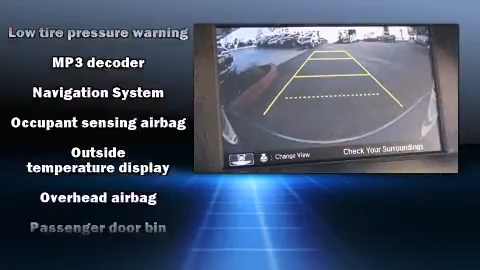 Low tire pressure warning
MP3 decoder
Navigation System
Occupant sensing airbag
Outside
temperature display
Overhead airbag
Passenger door bin
: Change View
Check Your Surroundings